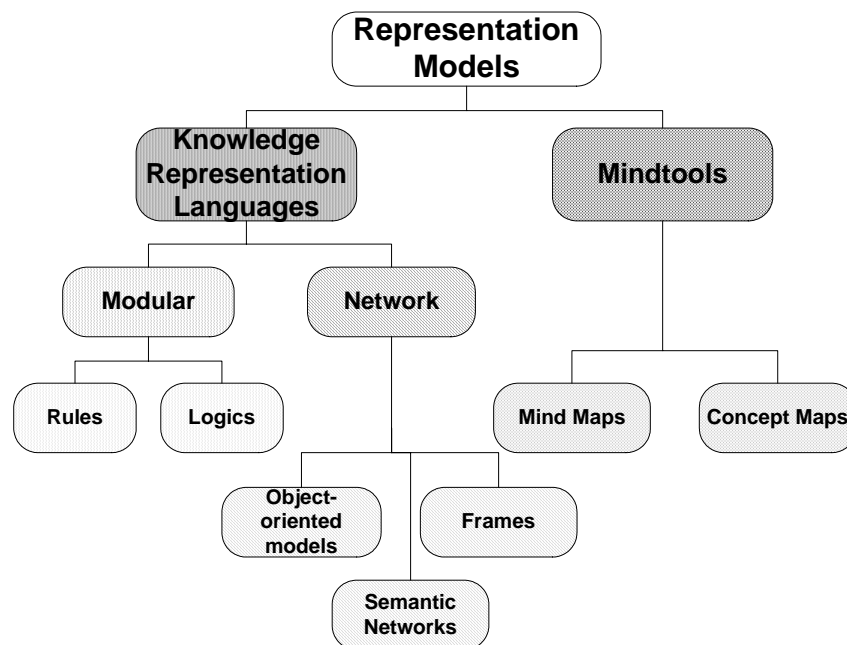 Representation
Models
Knowledge
Representation
Languages
Mindtools
Modular
Network
Rules
Logics
Mind Maps
Concept Maps
Object-
oriented
models
Frames
Semantic
Networks